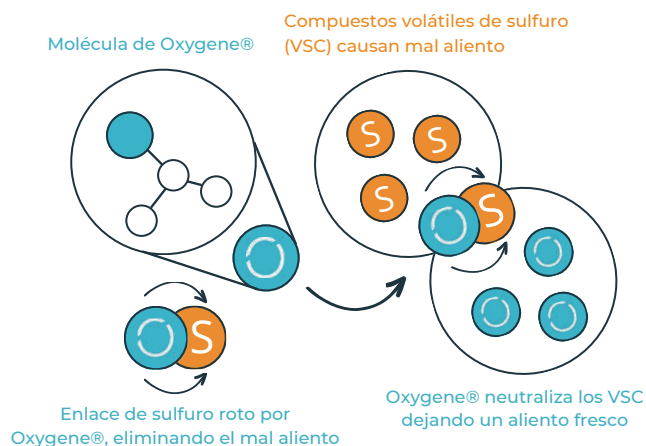 Compuestos volátiles de sulfuro
(VSC) causan mal aliento
Molécula de Oxygene®
S
S
S
S
S
Enlace de sulfuro roto por
Oxygene®, eliminando el mal aliento
Oxygene® neutraliza los VSC
dejando un aliento fresco